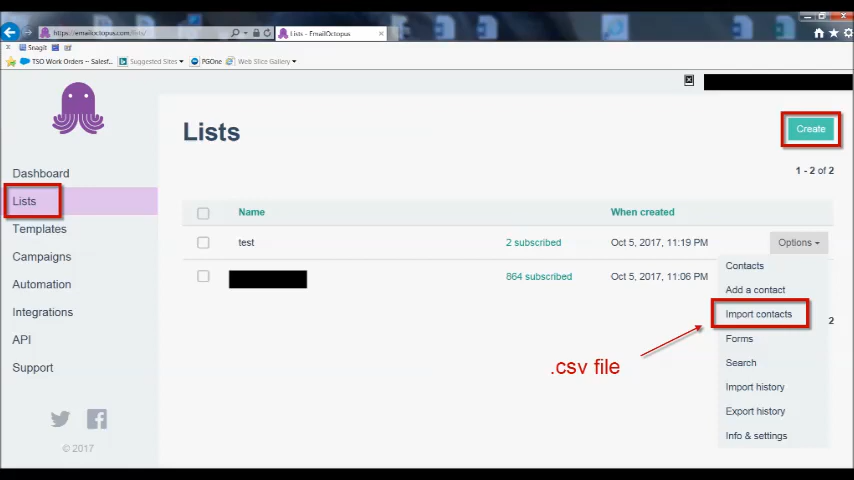 https://emailoctopus.com/lists/
Lists - EmailOctopus
Snagit
TSO Work Orders -- Salesf...
Suggested Sites
PGOne
Web Slice Gallery
Lists
Create
1 - 2 of 2
Dashboard
Lists
Templates
Campaigns
Automation
Integrations
API
Support
© 2017
Name
When created
test
2 subscribed
Oct 5, 2017, 11:19 PM
Options
864 subscribed
Oct 5, 2017, 11:06 PM
Contacts
Add a contact
Import contacts
2
Forms
Search
Import history
Export history
Info & settings
.csv file